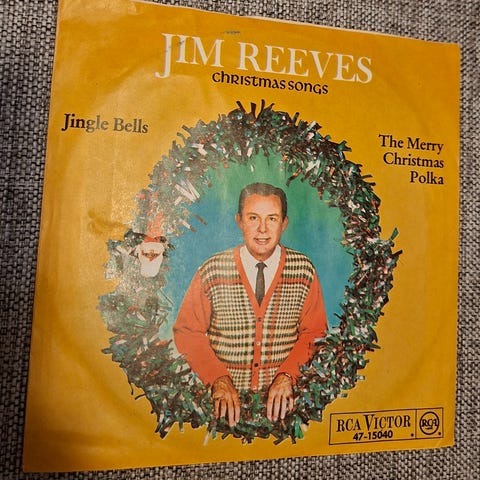 JIM REEVES
CHRISTMAS SONGS
Jingle Bells
The Merry
Christmas
Polka
RCA VICTOR
RCA
47-15040